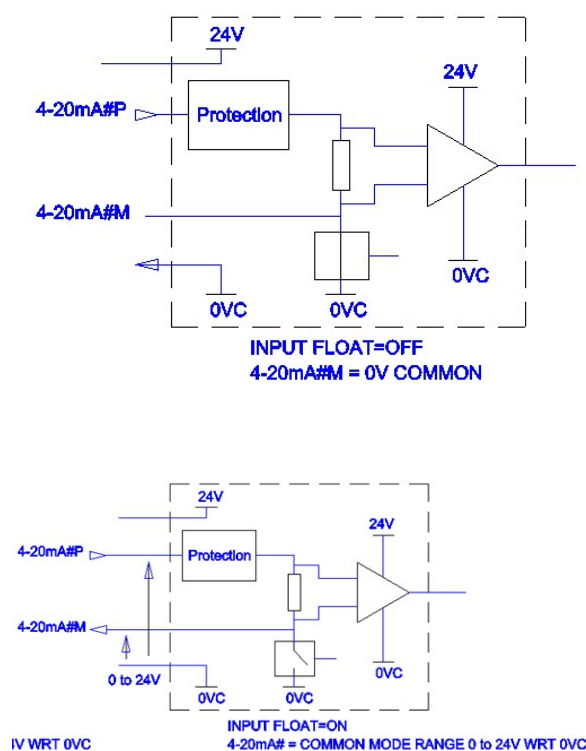 24V
24V
4-20mA#P
Protection
4-20mA#M
0VC
0VC
0VC
INPUT FLOAT=OFF
4-20mA#M = 0V COMMON
24V
24V
4-20mA#P
Protection
4-20mA#M
0 to 24V
0VC
0VC
0VC
INPUT FLOAT=ON
V WRT 0VC
4-20mA# = COMMON MODE RANGE 0 to 24V WRT 0VC